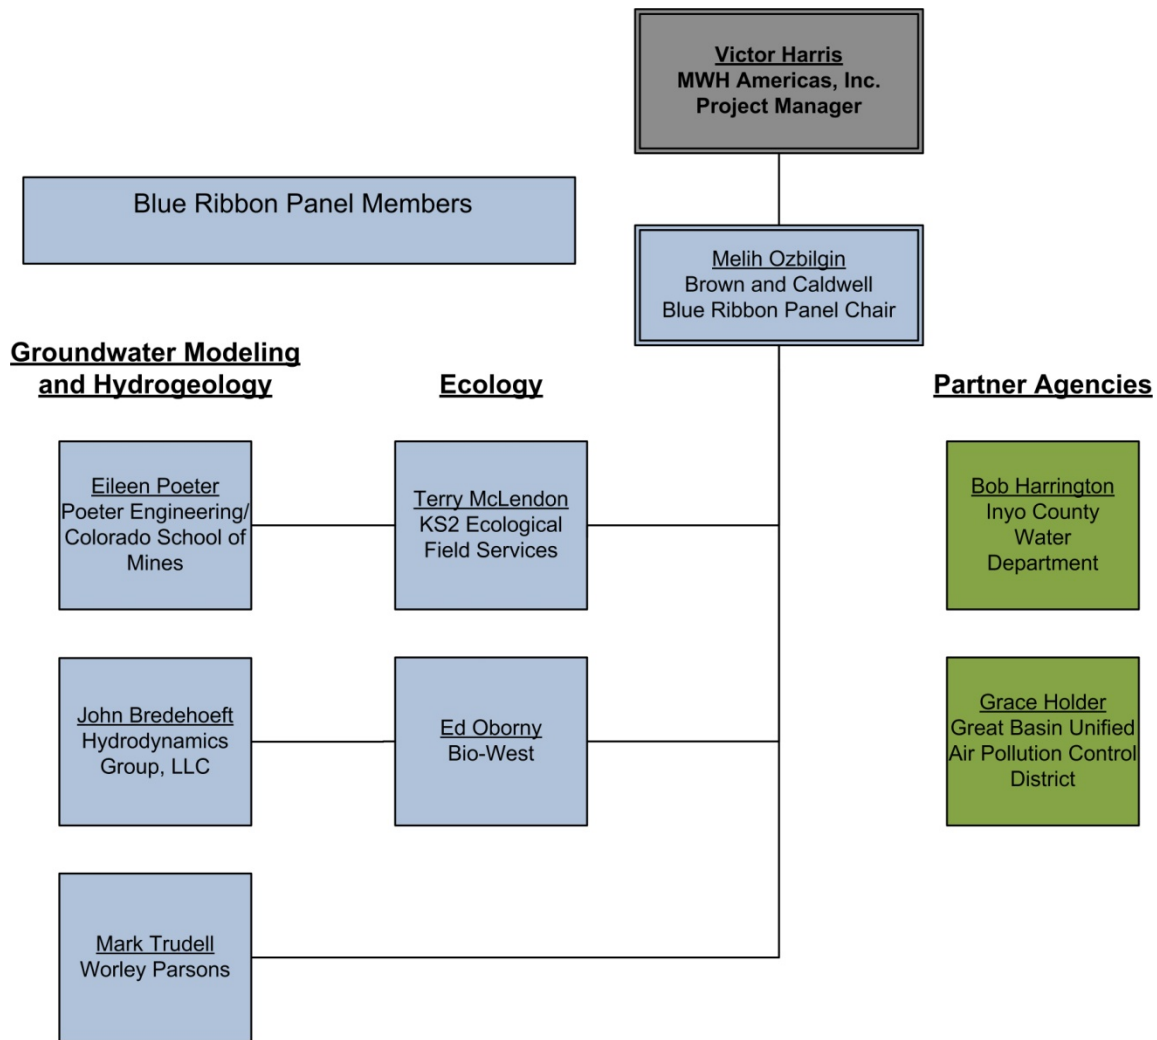 Victor Harris
MWH Americas, Inc.
Project Manager
Blue Ribbon Panel Members
Melih Ozbilgin
Brown and Caldwell
Blue Ribbon Panel Chair
Groundwater Modeling
and Hydrogeology
Ecology
Partner Agencies
Eileen Poeter
Poeter Engineering/
Colorado School of
Mines
Terry McLendon
KS2 Ecological
Field Services
Bob Harrington
Inyo County
Water
Department
John Bredehoeft
Hydrodynamics
Group, LLC
Ed Oborny
Bio-West
Grace Holder
Great Basin Unified
Air Pollution Control
District
Mark Trudell
Worley Parsons